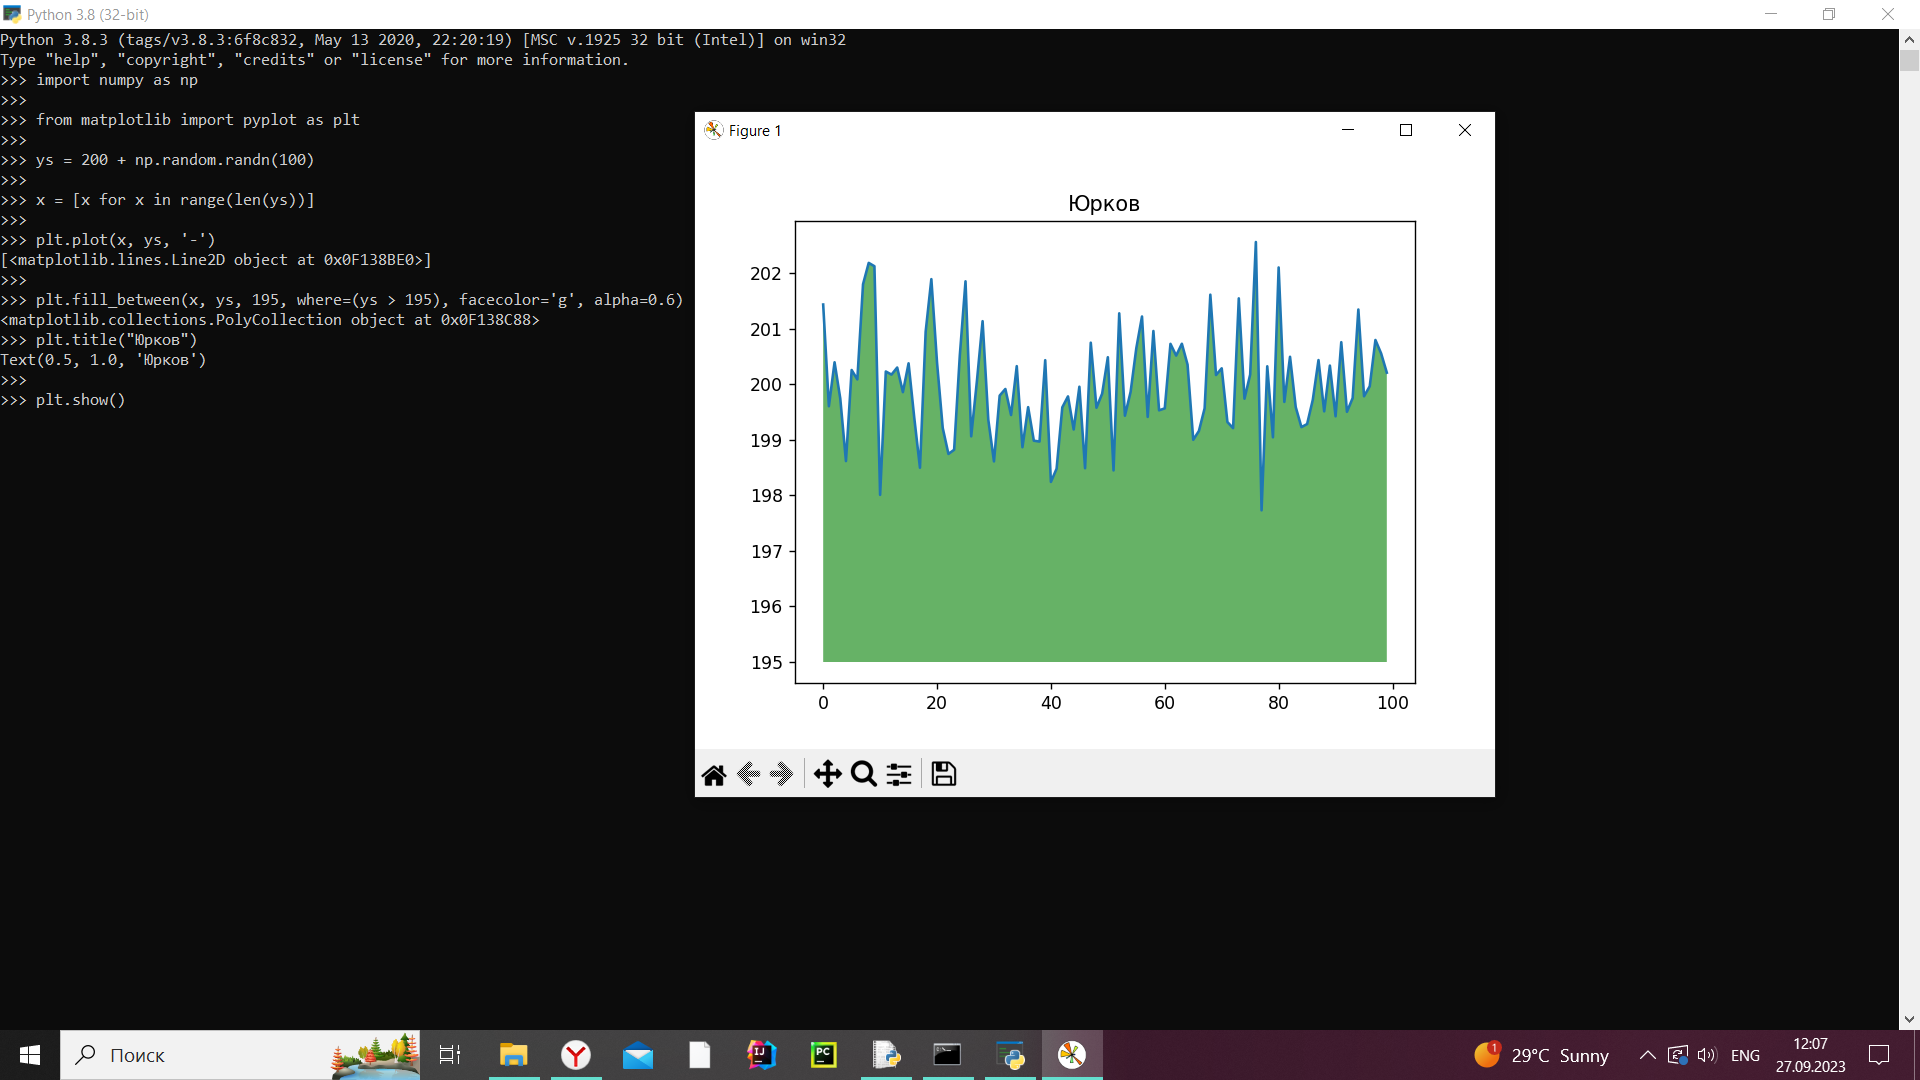 Python 3.8 (32-bit)
Python 3.8.3 (tags/v3.8.3:6f8c832, May 13 2020, 22:20:19) [MSC v.1925 32 bit (Intel)] on win32
Type "help", "copyright", "credits" or "license" for more information.
>>> import numpy as np
>>>
>>> from matplotlib import pyplot as plt
>>>
>>> ys = 200 + np.random.randn(100)
>>>
>>> x = [x for x in range(len(ys))]
>>>
>>> plt.plot(x, ys, '-')
[<matplotlib.lines.Line2D object at 0x0F138BE0>]
>>>
>>> plt.fill_between(x, ys, 195, where=(ys > 195), facecolor='g', alpha=0.6)
<matplotlib.collections.PolyCollection object at 0x0F138C88>
>>> plt.title("Юрков")
Text(0.5, 1.0, 'Юрков')
>>>
>>> plt.show()
Figure 1
Юрков
202
201
200
199
198
197
196
195
0 20 40 60 80 100
Поиск
IJ
PC
1
29°C Sunny
ENG
12:07
27.09.2023